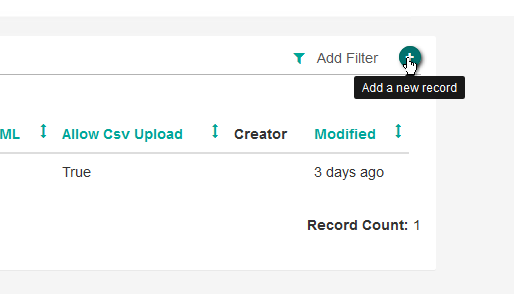 Add Filter
Add a new record
ML Allow Csv Upload Creator Modified
True 3 days ago
Record Count: 1